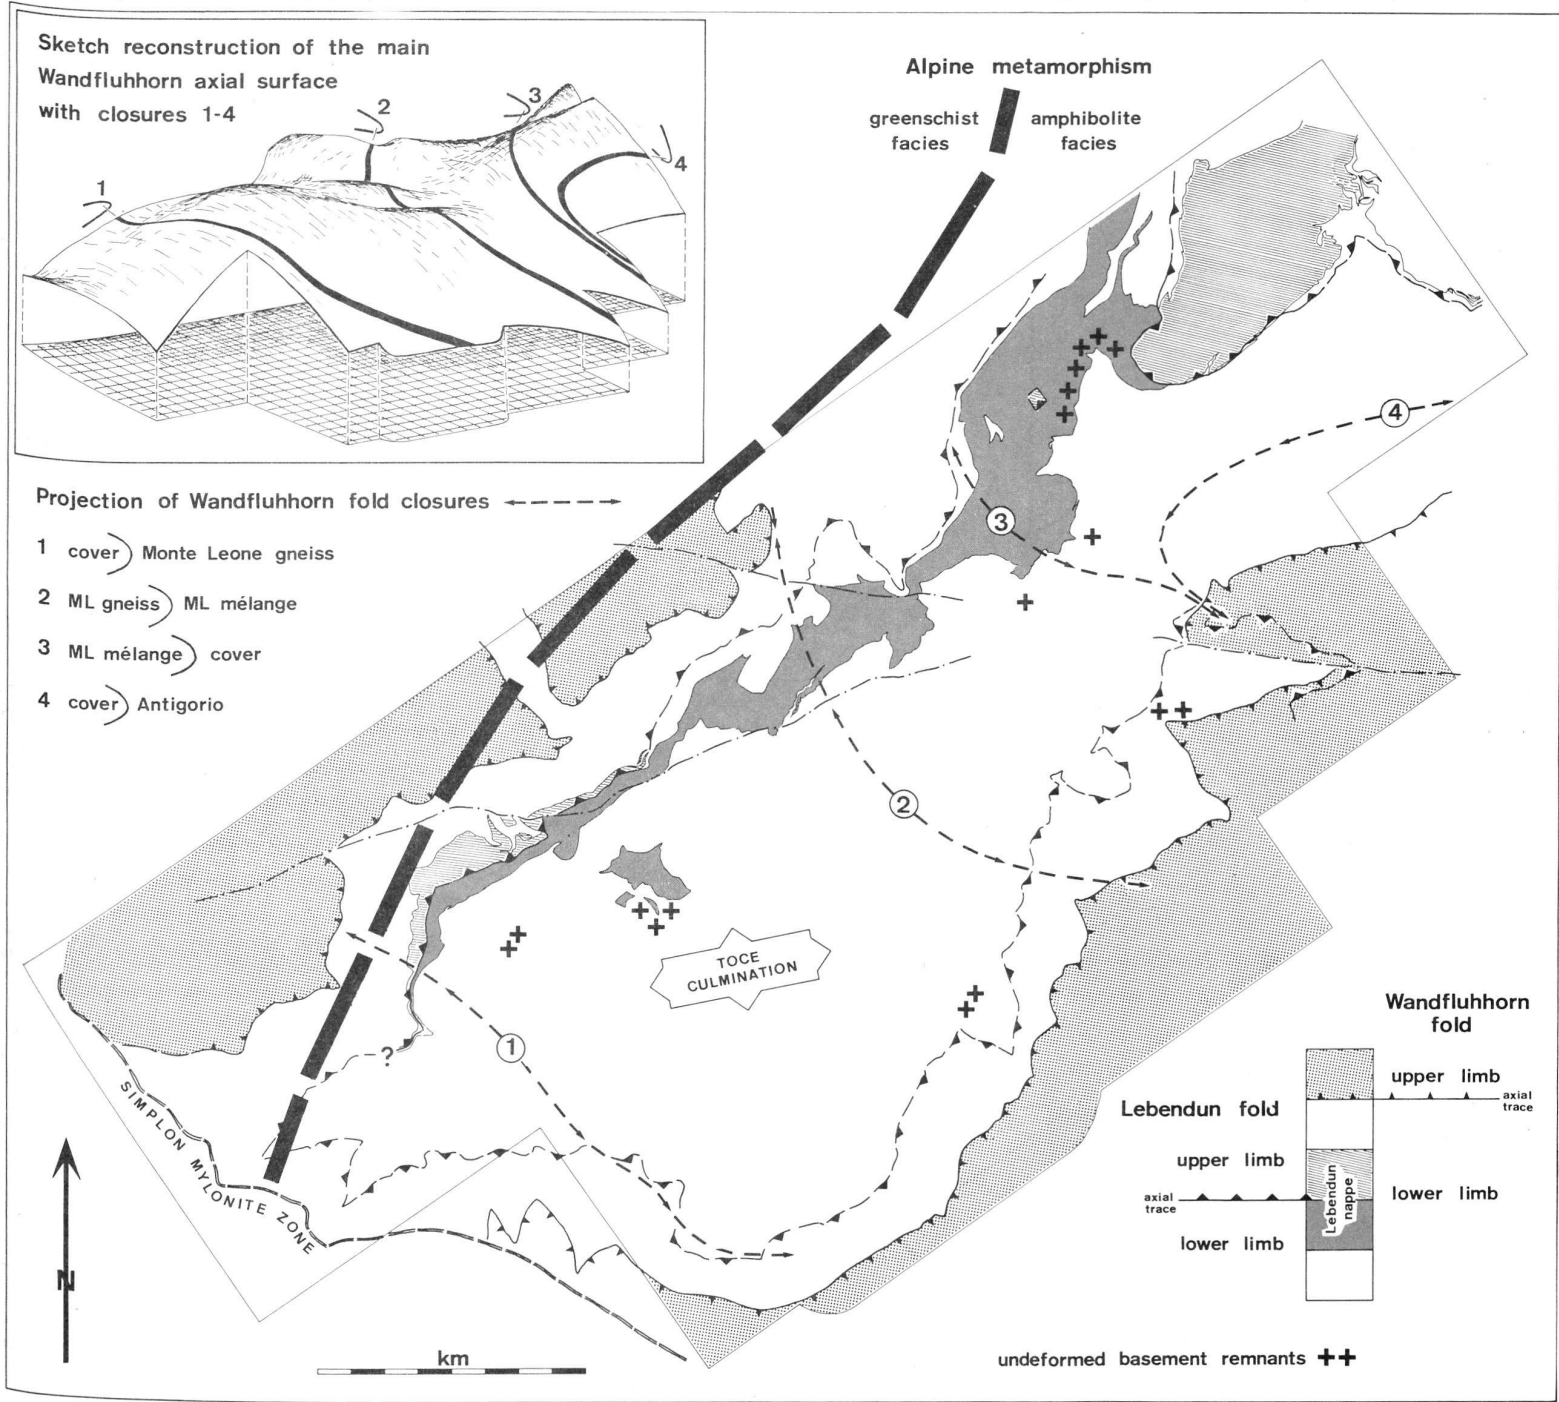 Sketch reconstruction of the main
Wandfluhhorn axial surface
with closures 1-4
1
2
3
4
Alpine metamorphism
greenschist
facies
amphibolite
facies
Projection of Wandfluhhorn fold closures
1 cover) Monte Leone gneiss
2 ML gneiss) ML mélange
3 ML mélange) cover
4 cover) Antigorio
4
3
2
1
?
TOCE
CULMINATION
SIMPLON MYLONITE ZONE
N
km
Wandfluhhorn
fold
upper limb
axial
trace
Lebendun fold
upper limb
axial
trace
lower limb
Lebendun
nappe
lower limb
undeformed basement remnants ++